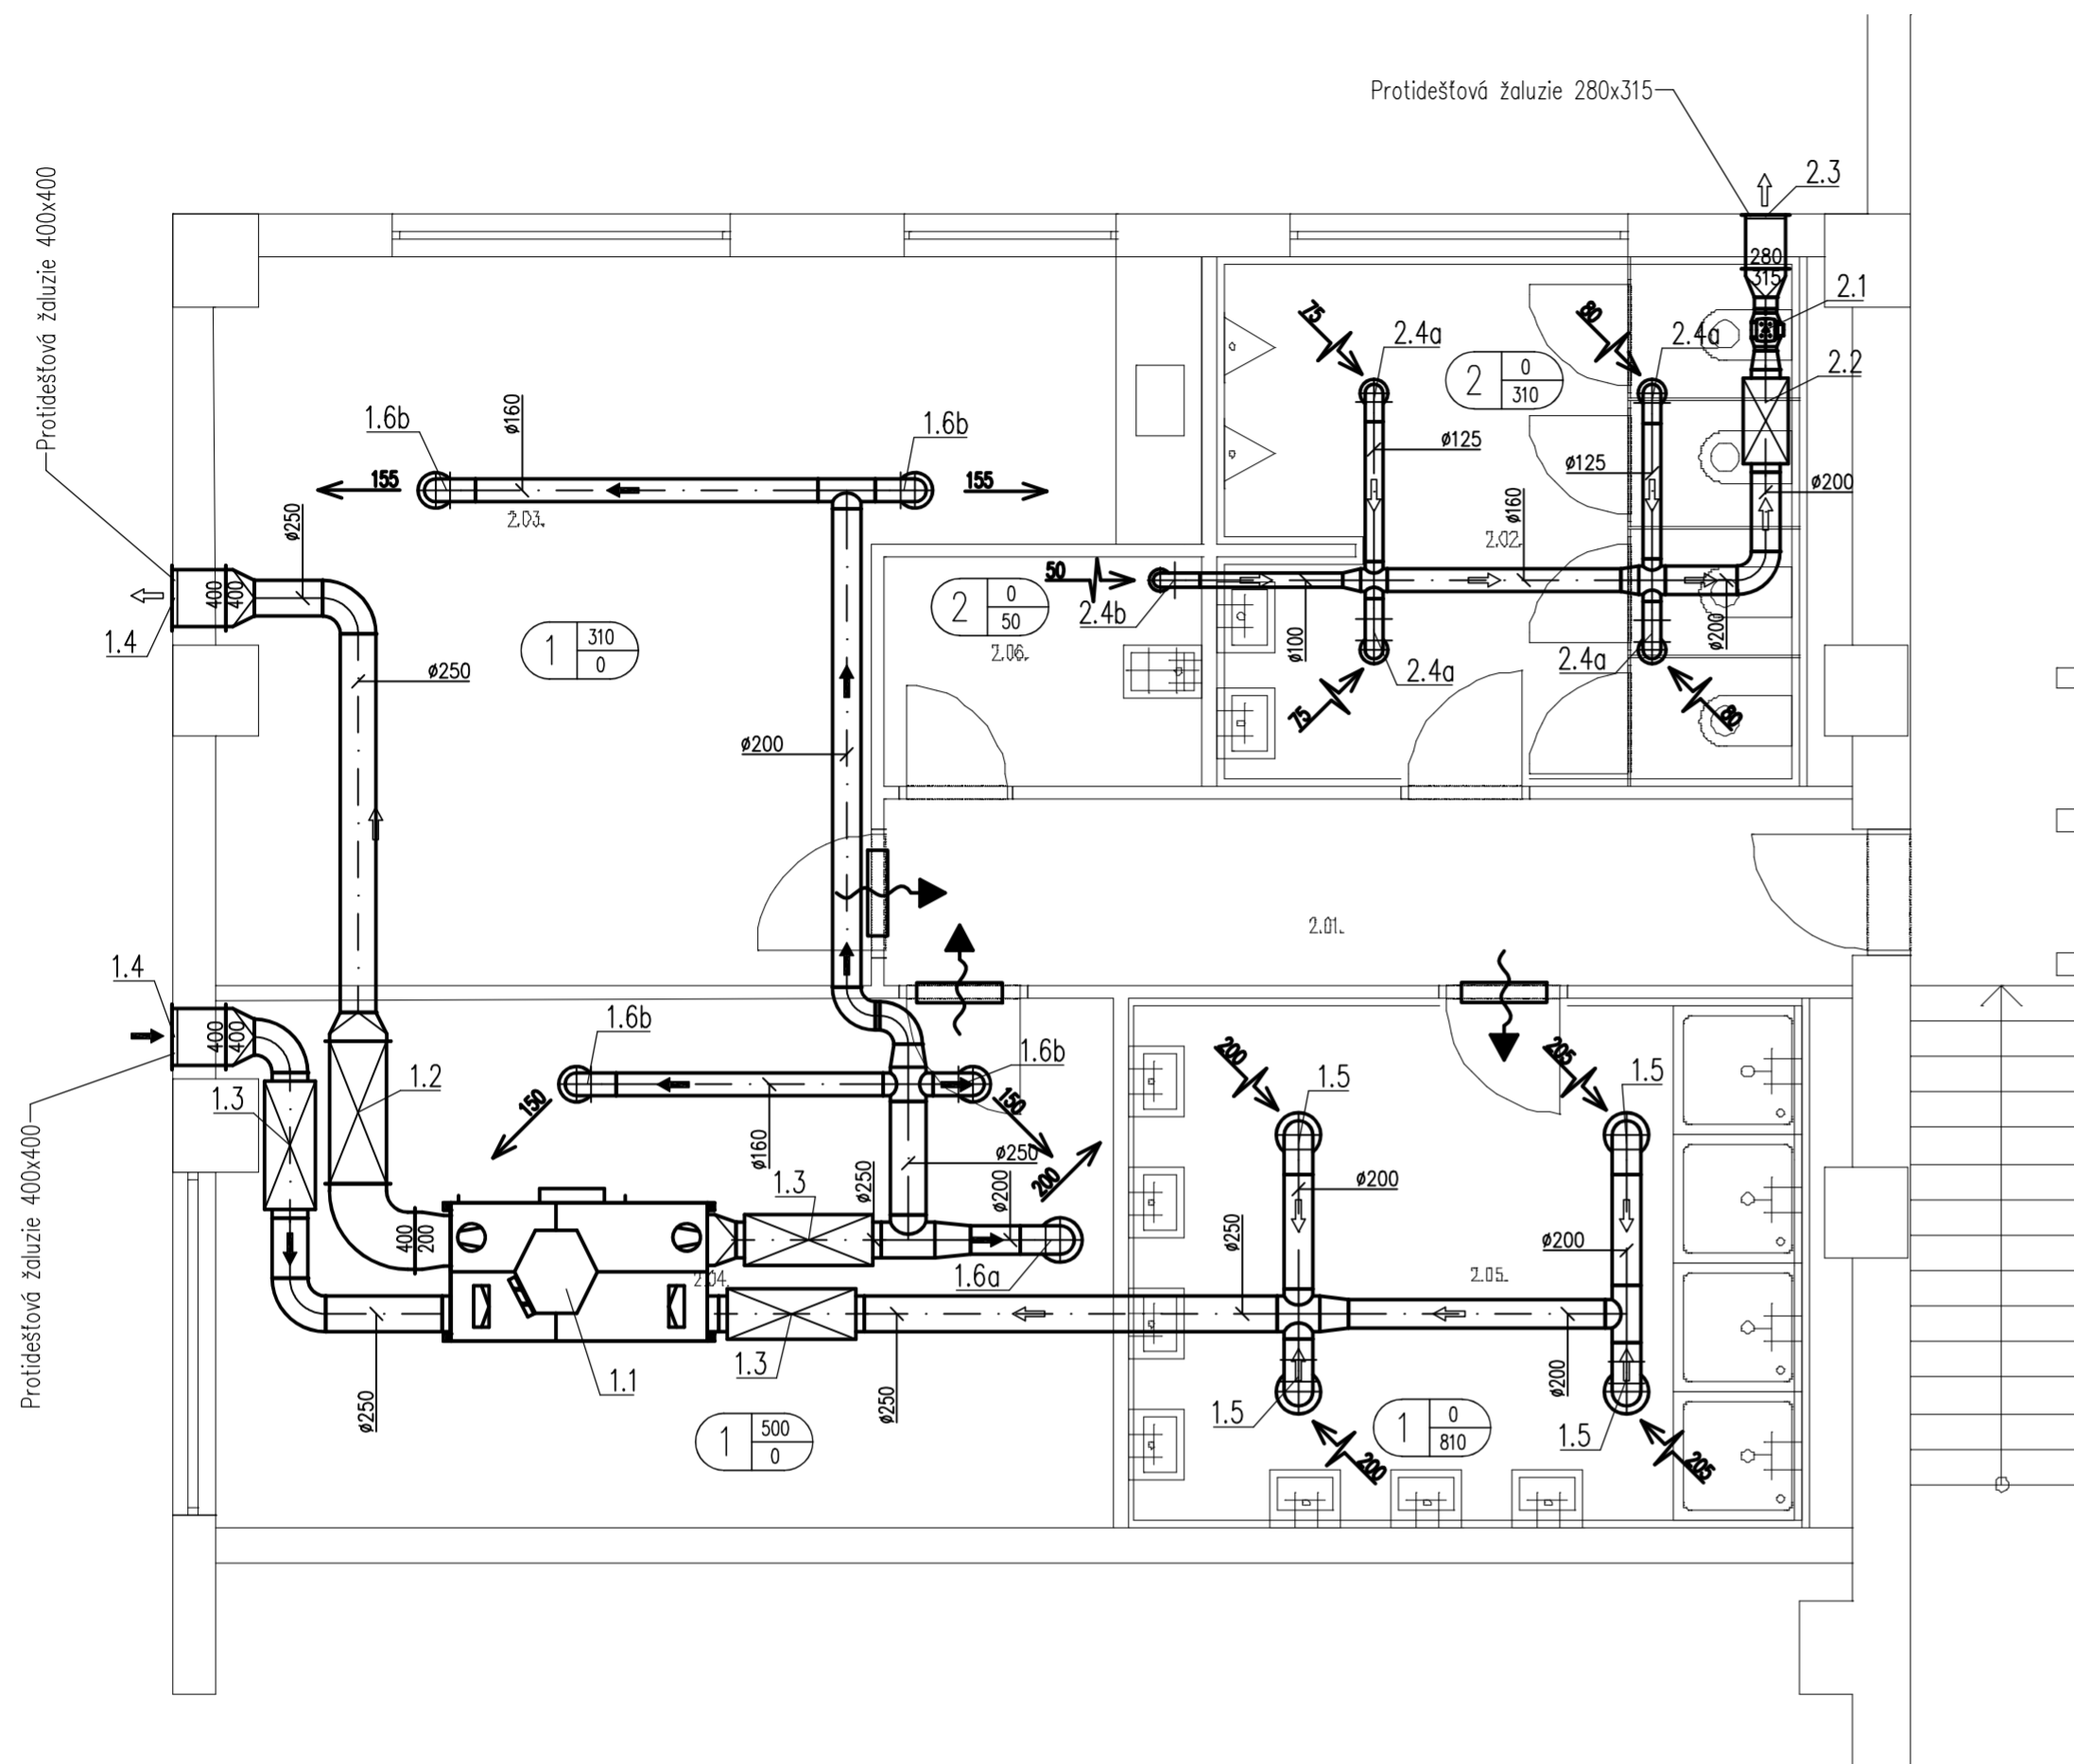 Protidešťová žaluzie 280x315
2.3
Protidešťová žaluzie 400x400
280
315
2.1
75
80
2.4a
2.4a
2
0
310
2.2
1.6b
ø160
1.6b
ø125
ø125
155
155
ø200
2.03.
ø250
ø160
2.02.
50
400
400
2
0
50
2.4b
ø100
ø200
1.4
1
310
0
2.06.
2.4a
2.4a
ø250
75
80
ø200
2.01.
1.4
400
400
1.6b
1.6b
200
205
1.3
1.2
1.5
1.5
150
150
ø160
ø250
Protidešťová žaluzie 400x400
1.3
ø250
ø200
200
ø200
400
200
ø250
ø200
2.04.
1.6a
2.05.
1.3
1.1
ø250
ø250
ø200
1.5
1
0
810
1.5
1
500
0
200
205